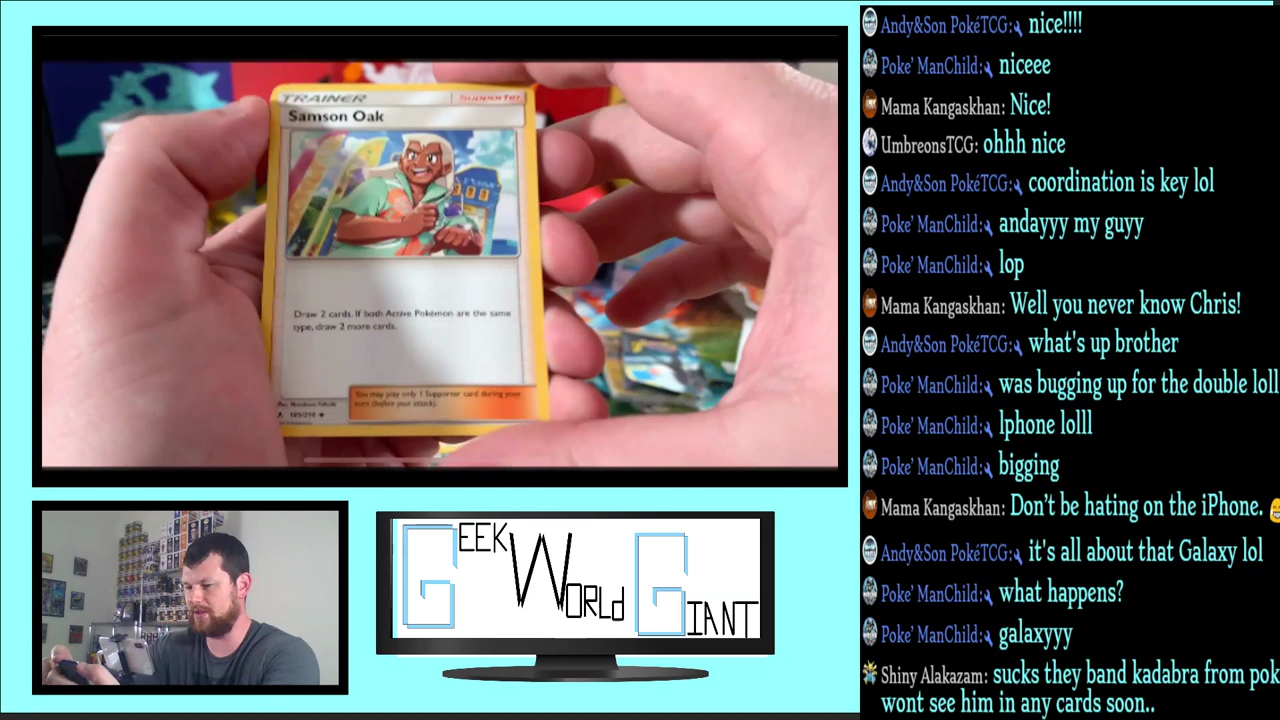 TRAINER Supporter
Samson Oak
Draw 2 cards. If both Active Pokémon are the same
type, draw 2 more cards.
You may play only 1 Supporter card during your
turn (before your attack).
GEEK WORLD GIANT
Andy&Son PokéTCG: nice!!!!
Poke' ManChild: niceee
Mama Kangaskhan: Nice!
UmbreonsTCG: ohhh nice
Andy&Son PokéTCG: coordination is key lol
Poke' ManChild: andayyy my guyy
Poke' ManChild: lop
Mama Kangaskhan: Well you never know Chris!
Andy&Son PokéTCG: what's up brother
Poke' ManChild: was bugging up for the double loll
Poke' ManChild: Iphone lolll
Poke' ManChild: bigging
Mama Kangaskhan: Don't be hating on the iPhone. 😁
Andy&Son PokéTCG: it's all about that Galaxy lol
Poke' ManChild: what happens?
Poke' ManChild: galaxyyy
Shiny Alakazam: sucks they band kadabra from pok
wont see him in any cards soon..